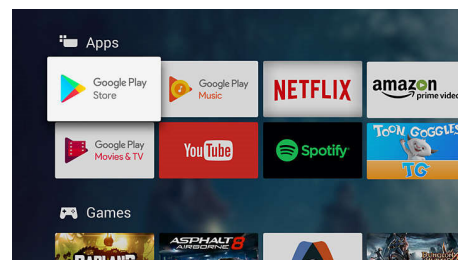 Apps
Google Play
Store
Google Play
Music
NETFLIX
amazon
prime video
Google Play
Movies & TV
YouTube
Spotify
TOON GOGGLES
TG
Games
BADLAND
ASPHALT 8
AIRBORNE